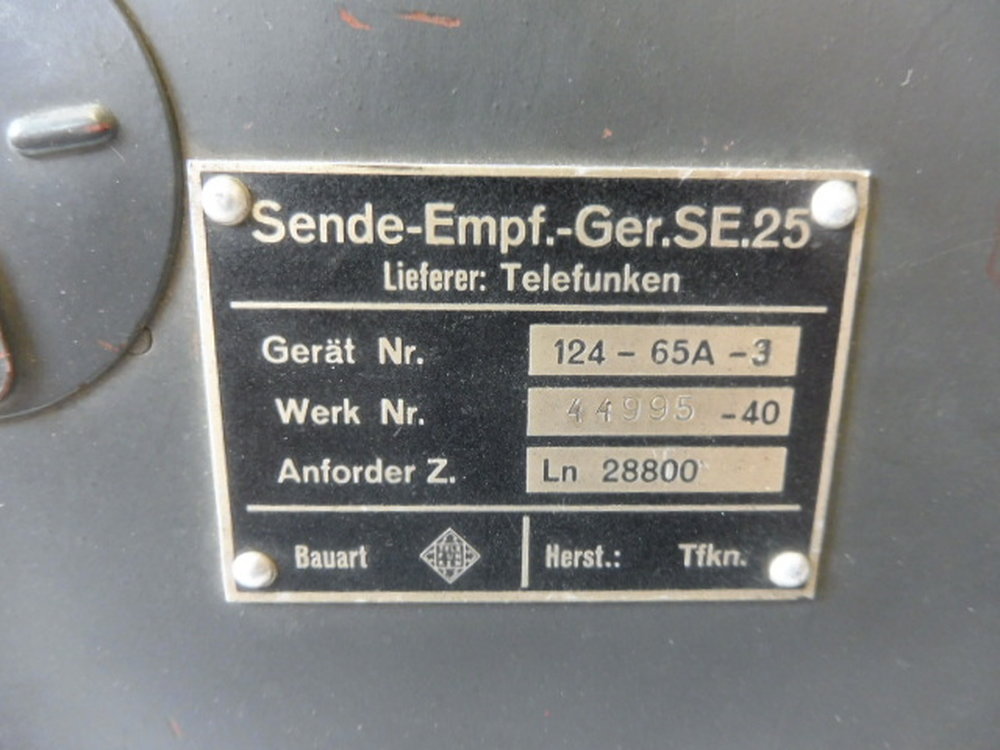 Sende-Empf.-Ger.SE.25
Lieferer: Telefunken
Gerät Nr. 124 - 65A -3
Werk Nr. 44995 -40
Anforder Z. Ln 28800
Bauart Herst.: Tfkn.